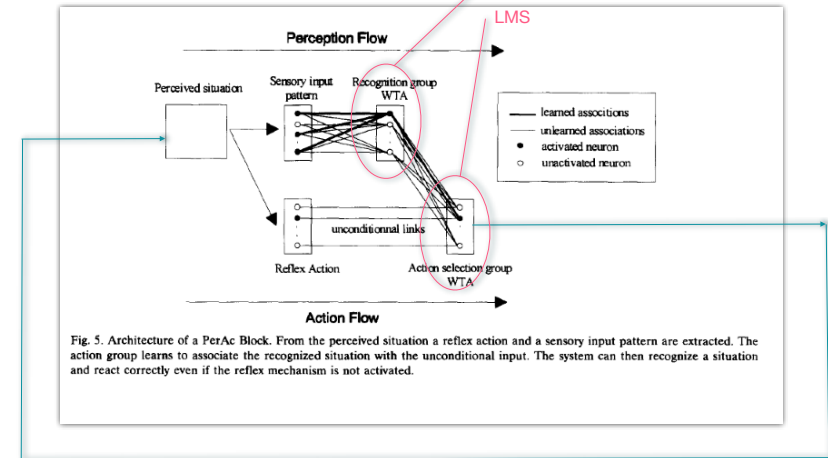 LMS
Perception Flow
Perceived situation
Sensory input
pattern
Recognition group
WTA
learned associtions
unlearned associations
activated neuron
unactivated neuron
unconditionnal links
Reflex Action
Action selection group
WTA
Action Flow
Fig. 5. Architecture of a PerAc Block. From the perceived situation a reflex action and a sensory input pattern are extracted. The
action group learns to associate the recognized situation with the unconditional input. The system can then recognize a situation
and react correctly even if the reflex mechanism is not activated.